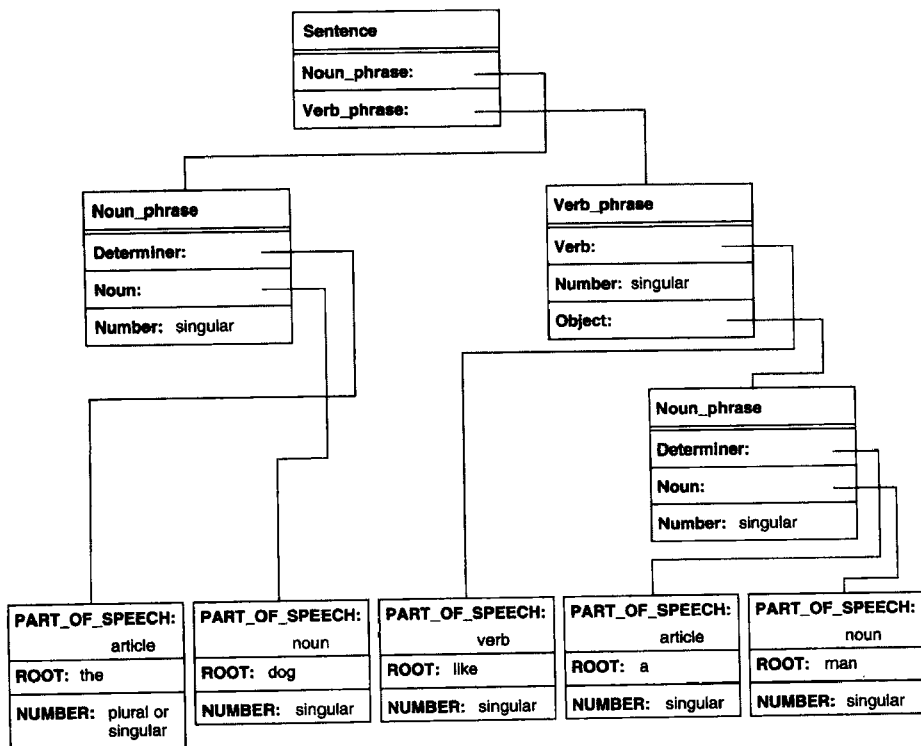 Sentence
Noun_phrase:
Verb_phrase:
Noun_phrase
Determiner:
Noun:
Number: singular
Verb_phrase
Verb:
Number: singular
Object:
Noun_phrase
Determiner:
Noun:
Number: singular
PART_OF_SPEECH:
article
ROOT: the
NUMBER: plural or
singular
PART_OF_SPEECH:
noun
ROOT: dog
NUMBER: singular
PART_OF_SPEECH:
verb
ROOT: like
NUMBER: singular
PART_OF_SPEECH:
article
ROOT: a
NUMBER: singular
PART_OF_SPEECH:
noun
ROOT: man
NUMBER: singular